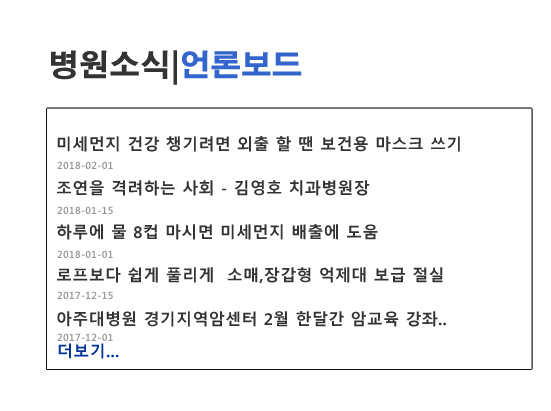 병원소식|언론보드
미세먼지 건강 챙기려면 외출 할 땐 보건용 마스크 쓰기
2018-02-01
조연을 격려하는 사회 - 김영호 치과병원장
2018-01-15
하루에 물 8컵 마시면 미세먼지 배출에 도움
2018-01-01
로프보다 쉽게 풀리게  소매,장갑형 억제대 보급 절실
2017-12-15
아주대병원 경기지역암센터 2월 한달간 암교육 강좌..
2017-12-01
더보기...